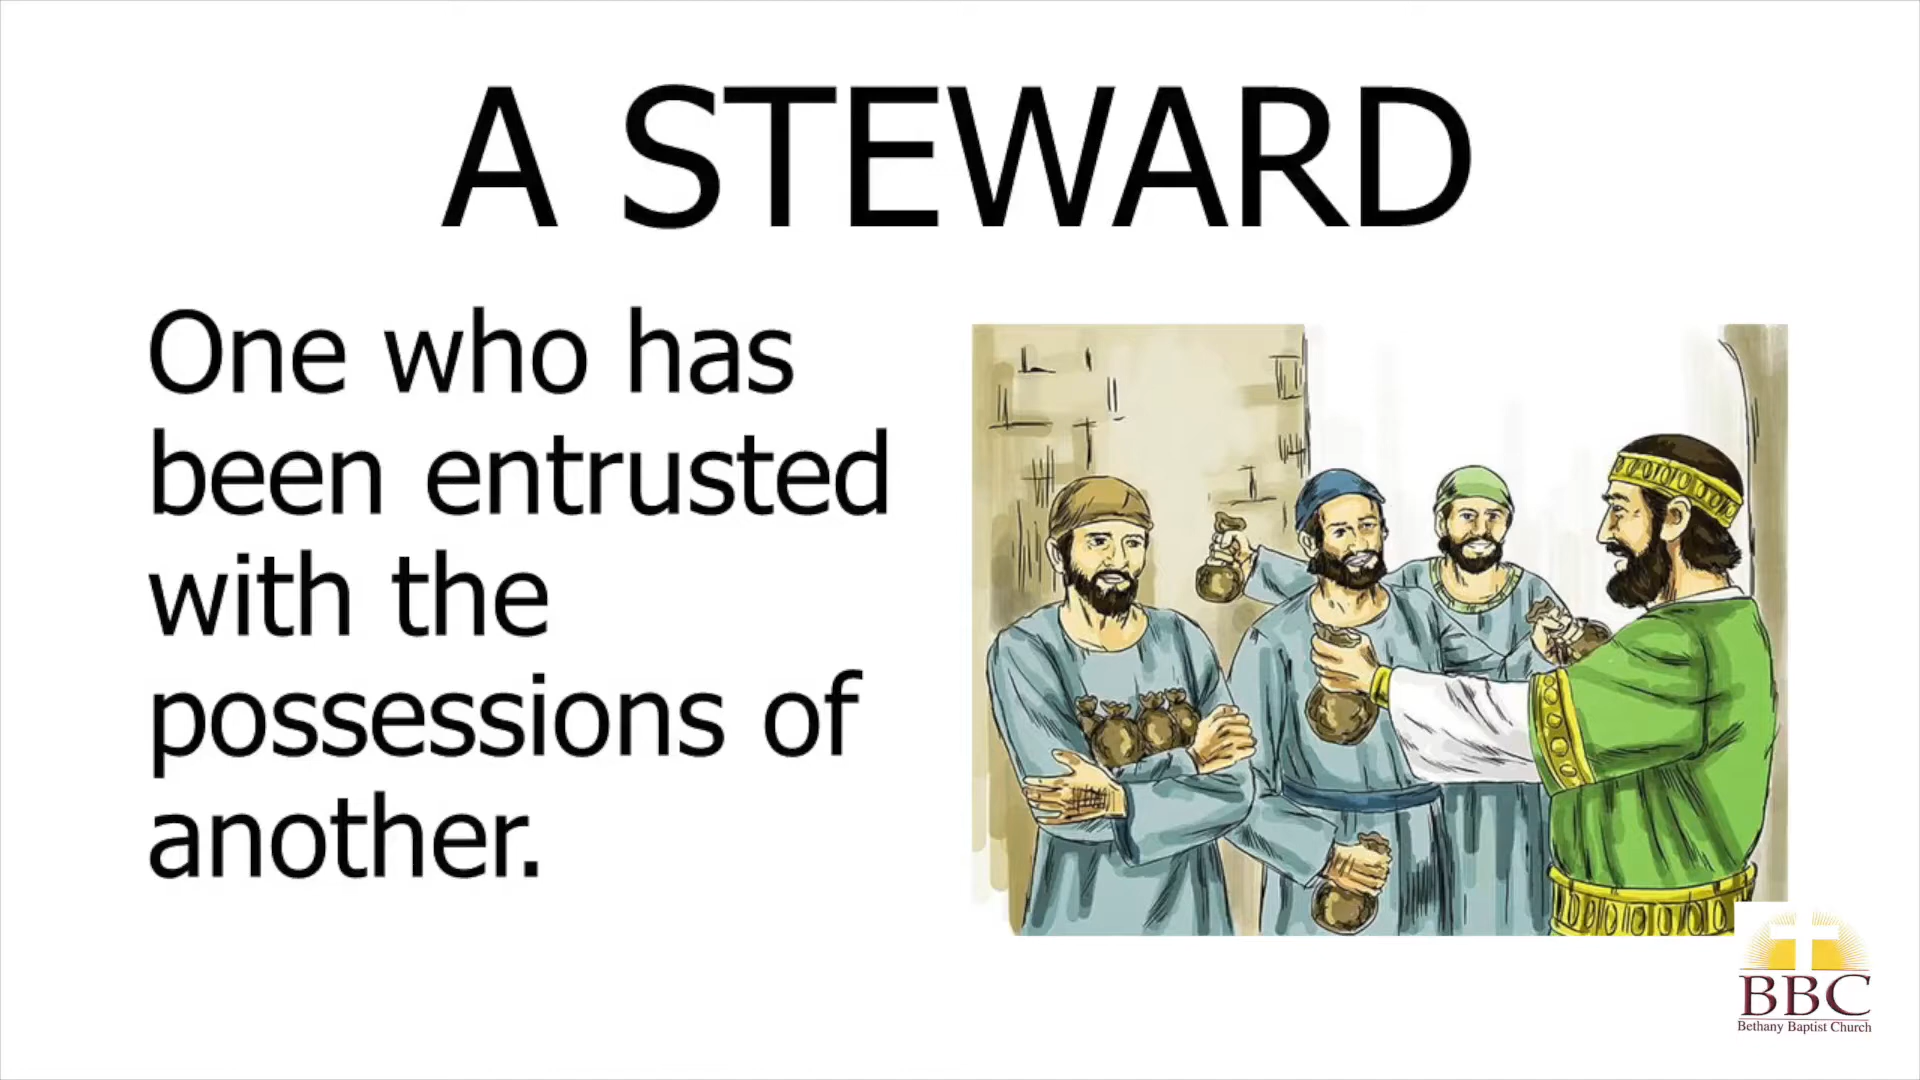 A STEWARD
One who has
been entrusted
with the
possessions of
another.
BBC
Bethany Baptist Church